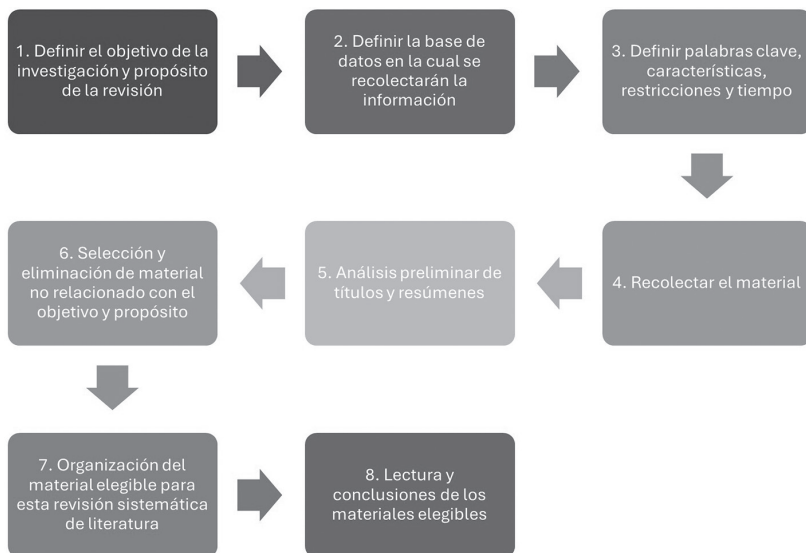 1. Definir el objetivo de la
investigación y propósito
de la revisión
2. Definir la base de
datos en la cual se
recolectarán la
información
3. Definir palabras clave,
características,
restricciones y tiempo
4. Recolectar el material
5. Análisis preliminar de
títulos y resúmenes
6. Selección y
eliminación de material
no relacionado con el
objetivo y propósito
7. Organización del
material elegible para
esta revisión sistemática
de literatura
8. Lectura y
conclusiones de los
materiales elegibles